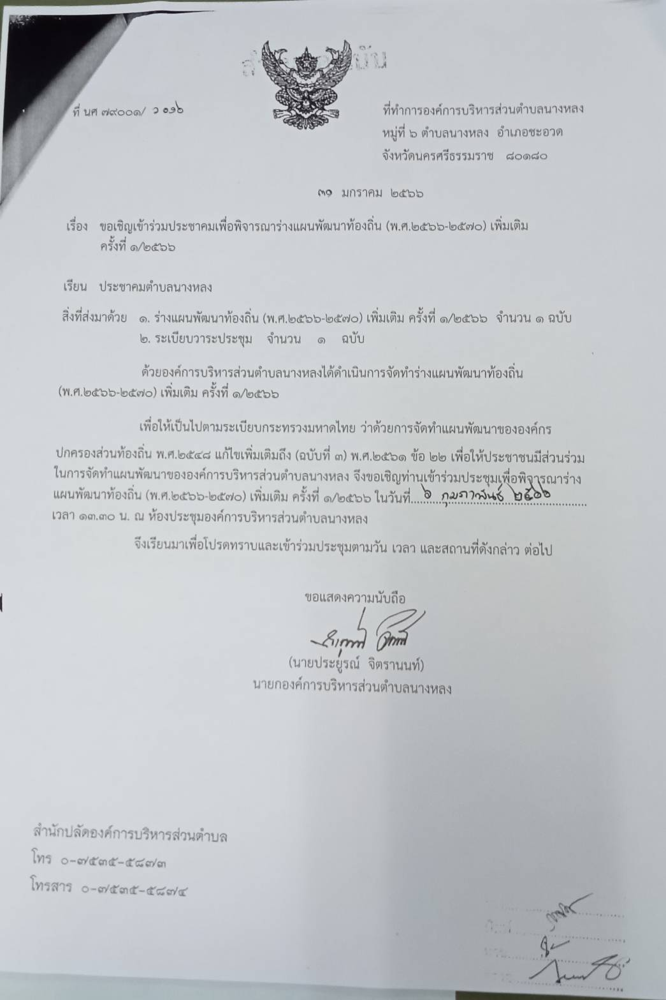 ที่ นศ ๗๙๐๐๑/
ที่ทำการองค์การบริหารส่วนตำบลนางหลง
หมู่ที่ ๖ ตำบลนางหลง อำเภอชะอวด
จังหวัดนครศรีธรรมราช ๘๐๑๘๐
๓๑ มกราคม ๒๕๖๖
เรื่อง ขอเชิญเข้าร่วมประชาคมเพื่อพิจารณาร่างแผนพัฒนาท้องถิ่น (พ.ศ.๒๕๖๖-๒๕๗๐) เพิ่มเติม
ครั้งที่ ๑/๒๕๖๖
เรียน ประชาคมตำบลนางหลง
สิ่งที่ส่งมาด้วย ๑. ร่างแผนพัฒนาท้องถิ่น (พ.ศ.๒๕๖๖-๒๕๗๐) เพิ่มเติม ครั้งที่ ๑/๒๕๖๖ จำนวน ๑ ฉบับ
๒. ระเบียบวาระประชุม จำนวน ๑ ฉบับ
ด้วยองค์การบริหารส่วนตำบลนางหลงได้ดำเนินการจัดทำร่างแผนพัฒนาท้องถิ่น
(พ.ศ.๒๕๖๖-๒๕๗๐) เพิ่มเติม ครั้งที่ ๑/๒๕๖๖
เพื่อให้เป็นไปตามระเบียบกระทรวงมหาดไทย ว่าด้วยการจัดทำแผนพัฒนาขององค์กร
ปกครองส่วนท้องถิ่น พ.ศ.๒๕๔๘ แก้ไขเพิ่มเติมถึง (ฉบับที่ ๓) พ.ศ.๒๕๖๑ ข้อ ๒๒ เพื่อให้ประชาชนมีส่วนร่วม
ในการจัดทำแผนพัฒนาขององค์การบริหารส่วนตำบลนางหลง จึงขอเชิญท่านเข้าร่วมประชุมเพื่อพิจารณาร่าง
แผนพัฒนาท้องถิ่น (พ.ศ.๒๕๖๖-๒๕๗๐) เพิ่มเติม ครั้งที่ ๑/๒๕๖๖ ในวันที่ ๖ กุมภาพันธ์ ๒๕๖๖
เวลา ๑๓.๓๐ น. ณ ห้องประชุมองค์การบริหารส่วนตำบลนางหลง
จึงเรียนมาเพื่อโปรดทราบและเข้าร่วมประชุมตามวัน เวลา และสถานที่ดังกล่าว ต่อไป
ขอแสดงความนับถือ
(นายประยูรณ์ จิตรานนท์)
นายกองค์การบริหารส่วนตำบลนางหลง
สำนักปลัดองค์การบริหารส่วนตำบล
โทร ๐-๗๕๓๕-๕๘๗๓
โทรสาร ๐-๗๕๓๕-๕๘๗๔